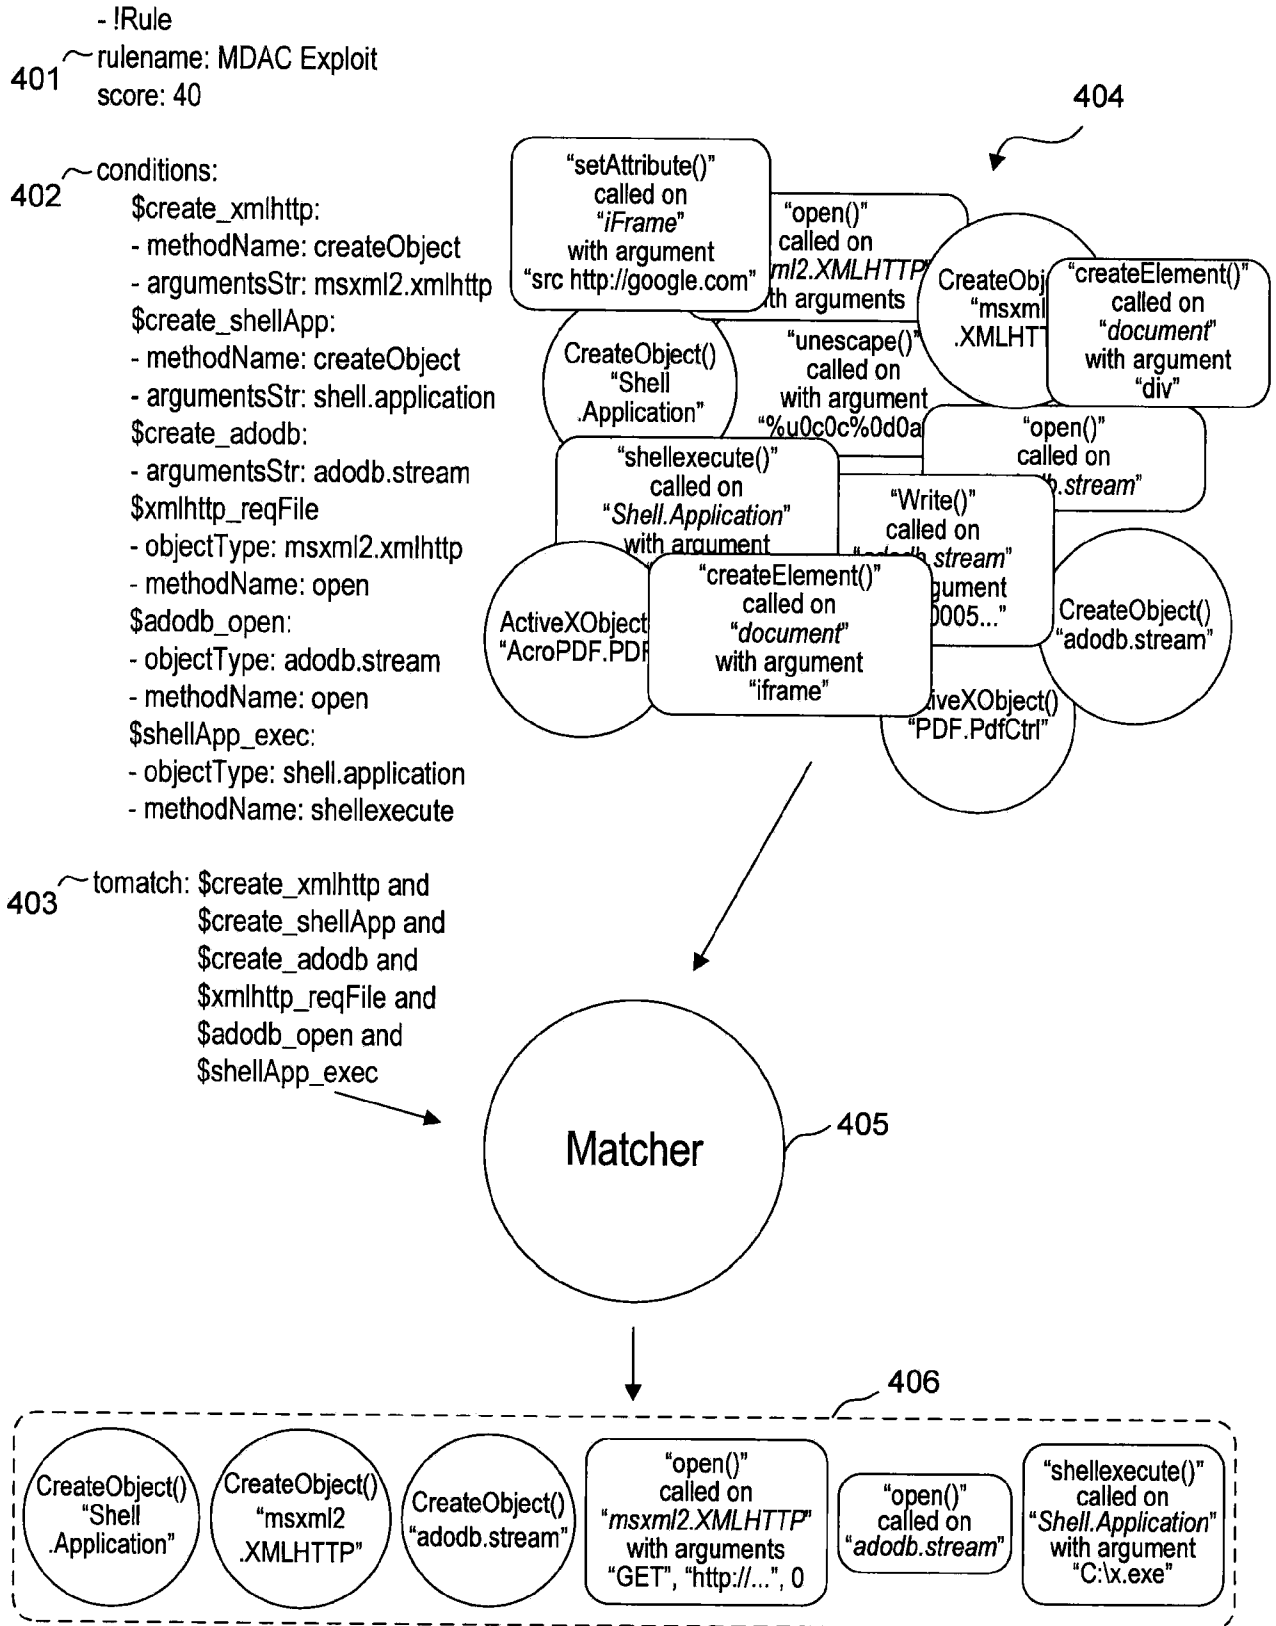 - !Rule
401
rulename: MDAC Exploit
score: 40
402
conditions:
$create_xmlhttp:
- methodName: createObject
- argumentsStr: msxml2.xmlhttp
$create_shellApp:
- methodName: createObject
- argumentsStr: shell.application
$create_adodb:
- argumentsStr: adodb.stream
$xmlhttp_reqFile
- objectType: msxml2.xmlhttp
- methodName: open
$adodb_open:
- objectType: adodb.stream
- methodName: open
$shellApp_exec:
- objectType: shell.application
- methodName: shellexecute
403
tomatch: $create_xmlhttp and
$create_shellApp and
$create_adodb and
$xmlhttp_reqFile and
$adodb_open and
$shellApp_exec
404
“setAttribute()”
called on
“iFrame”
with argument
“src http://google.com”
“open()”
called on
ml2.XMLHTTP”
th arguments
CreateObj
“msxml
.XMLHTT
“createElement()”
called on
“document”
with argument
“div”
CreateObject()
“Shell
.Application”
“unescape()”
called on
with argument
“%u0c0c%0d0a
“open()”
called on
b.stream”
“shellexecute()”
called on
“Shell.Application”
with argument
“Write()”
called on
“adodb.stream”
gument
0005...”
ActiveXObject
“AcroPDF.PDF
“createElement()”
called on
“document”
with argument
“iframe”
CreateObject()
“adodb.stream”
tiveXObject()
“PDF.PdfCtrl”
Matcher
405
406
CreateObject()
“Shell
.Application”
CreateObject()
“msxml2
.XMLHTTP”
CreateObject()
“adodb.stream”
“open()”
called on
“msxml2.XMLHTTP”
with arguments
“GET”, “http://...”, 0
“open()”
called on
“adodb.stream”
“shellexecute()”
called on
“Shell.Application”
with argument
“C:\x.exe”